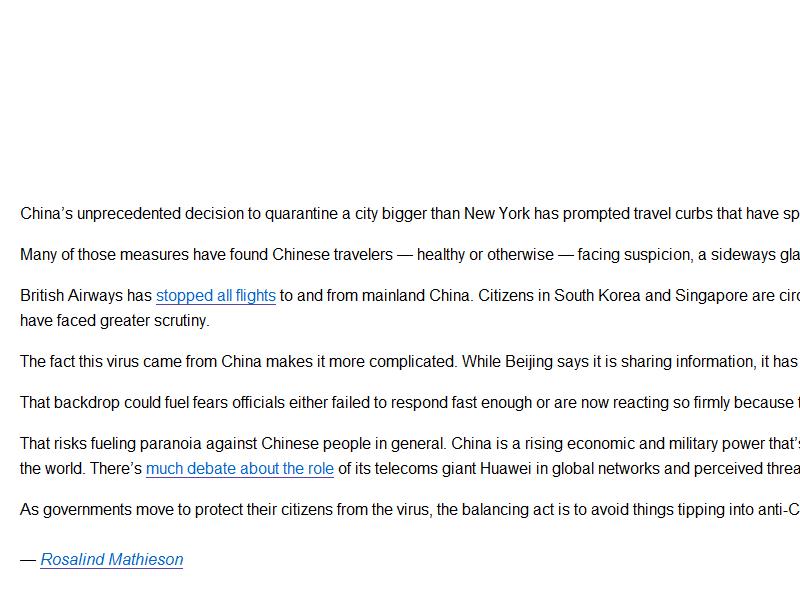 China’s unprecedented decision to quarantine a city bigger than New York has prompted travel curbs that have
Many of those measures have found Chinese travelers — healthy or otherwise — facing suspicion, a sideways
British Airways has stopped all flights to and from mainland China. Citizens in South Korea and Singapore are
have faced greater scrutiny.
The fact this virus came from China makes it more complicated. While Beijing says it is sharing information, it has
That backdrop could fuel fears officials either failed to respond fast enough or are now reacting so firmly because
That risks fueling paranoia against Chinese people in general. China is a rising economic and military power that’s
the world. There’s much debate about the role of its telecoms giant Huawei in global networks and perceived
As governments move to protect their citizens from the virus, the balancing act is to avoid things tipping into
— Rosalind Mathieson